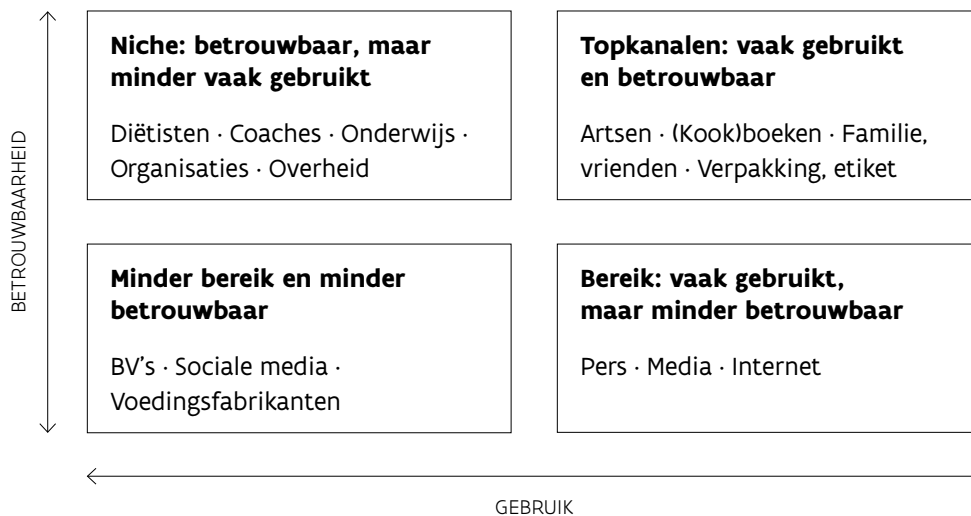 Niche: betrouwbaar, maar
minder vaak gebruikt
Diëtisten · Coaches · Onderwijs ·
Organisaties · Overheid
Topkanalen: vaak gebruikt
en betrouwbaar
Artsen · (Kook)boeken · Familie,
vrienden · Verpakking, etiket
BETROUWBAARHEID
Minder bereik en minder
betrouwbaar
BV’s · Sociale media ·
Voedingsfabrikanten
Bereik: vaak gebruikt,
maar minder betrouwbaar
Pers · Media · Internet
GEBRUIK